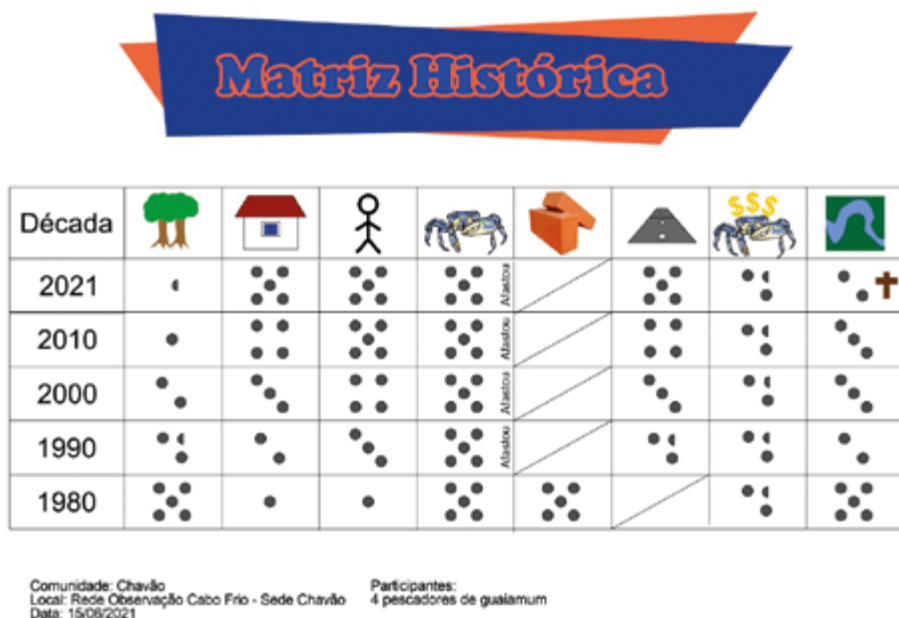 Matriz Histórica
Década
$$$
2021
Afastou
2010
Afastou
2000
Afastou
1990
Afastou
1980
Comunidade: Chavão
Local: Rede Observação Cabo Frio - Sede Chavão
Data: 15/06/2021
Participantes:
4 pescadores de guaiamum